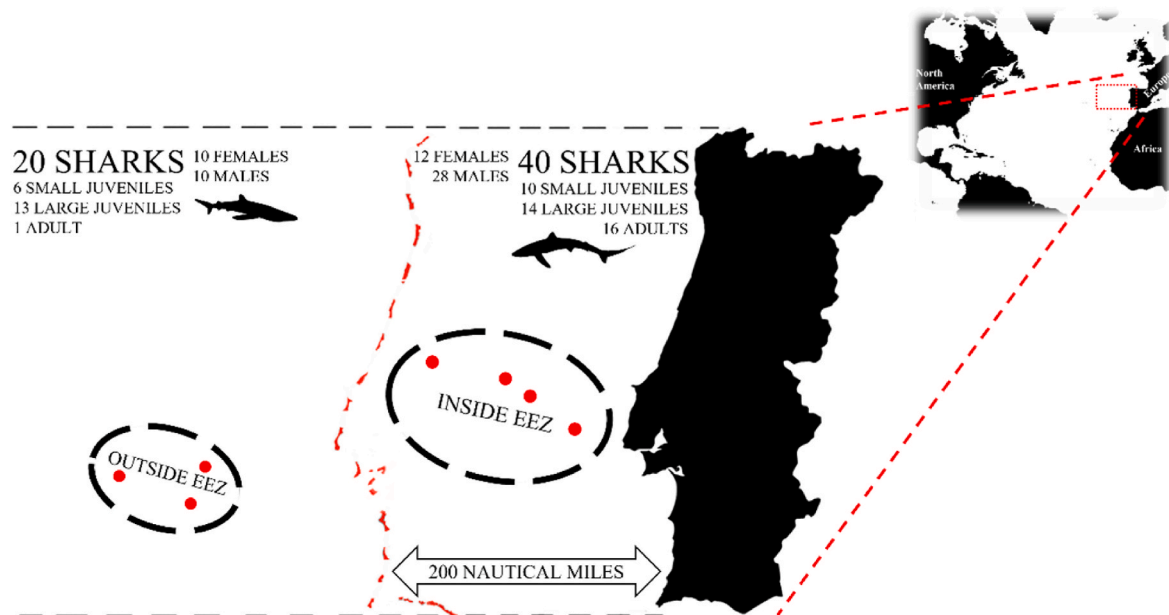 20 SHARKS
6 SMALL JUVENILES
13 LARGE JUVENILES
1 ADULT
10 FEMALES
10 MALES
12 FEMALES
28 MALES
40 SHARKS
10 SMALL JUVENILES
14 LARGE JUVENILES
16 ADULTS
North
America
Europe
Africa
INSIDE EEZ
OUTSIDE EEZ
200 NAUTICAL MILES